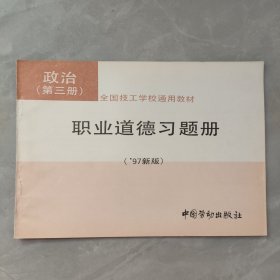 政治
(第三册)
全国技工学校通用教材
职业道德习题册
('97新版)
中国劳动出版社